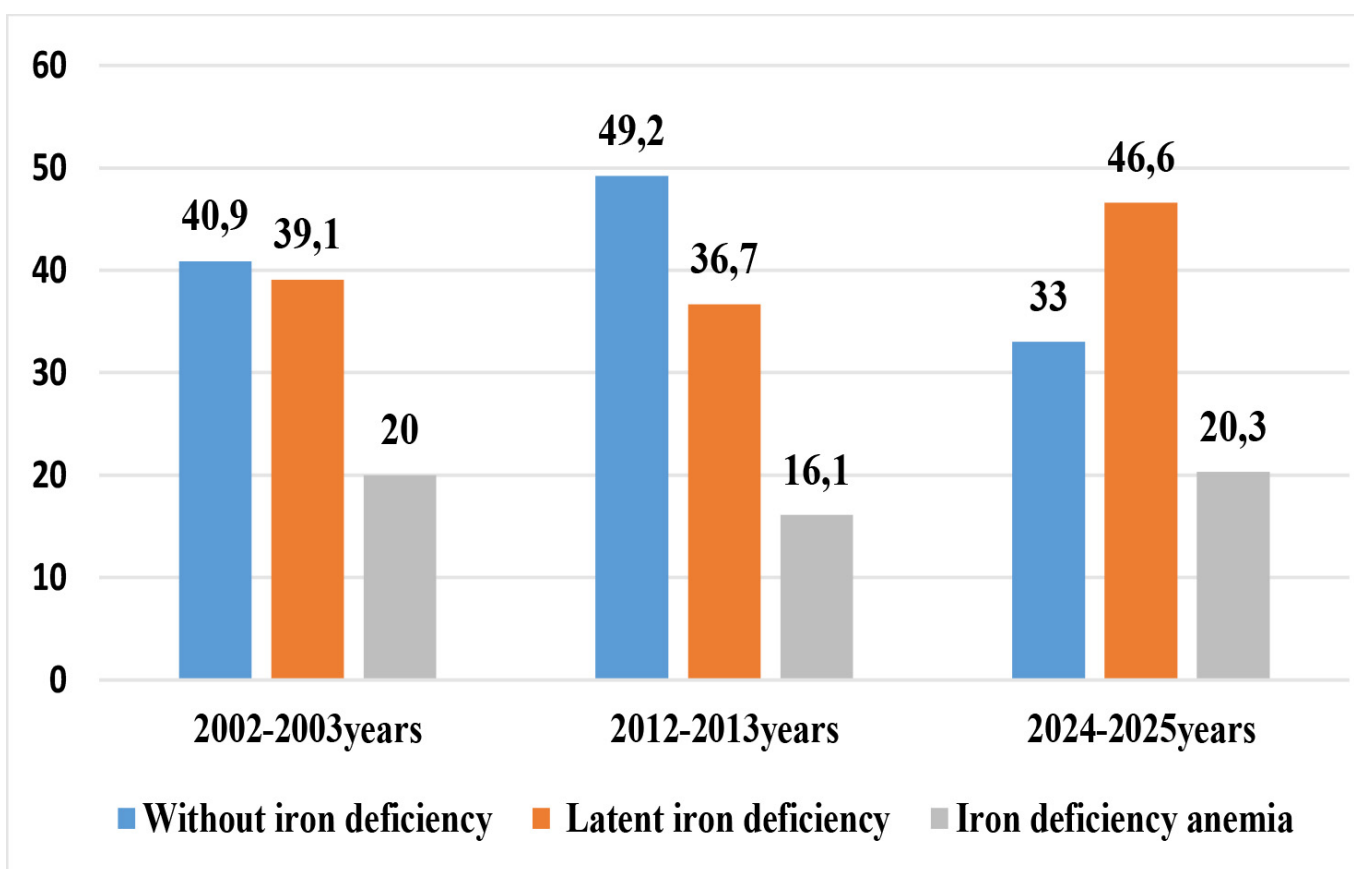 60
50
40
30
20
10
0
40,9
39,1
20
49,2
36,7
16,1
33
46,6
20,3
2002-2003years
2012-2013years
2024-2025years
Without iron deficiency
Latent iron deficiency
Iron deficiency anemia